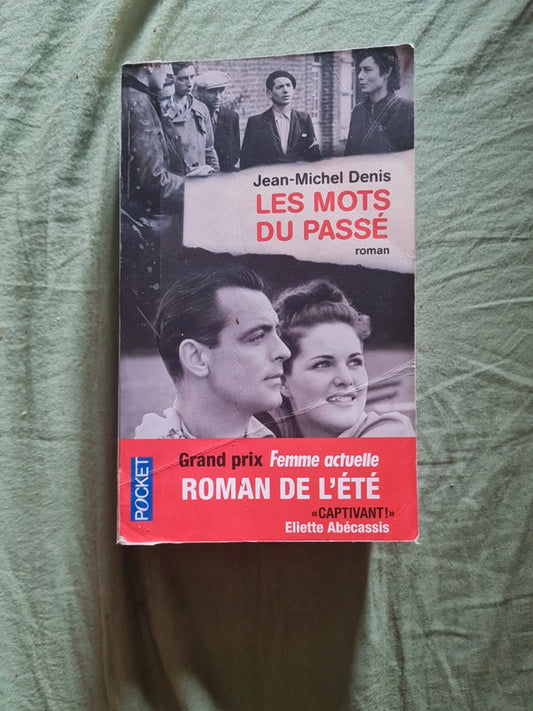 Jean-Michel Denis
LES MOTS
DU PASSÉ
roman
POCKET
Grand prix Femme actuelle
ROMAN DE L'ÉTÉ
«CAPTIVANT!»
Eliette Abécassis